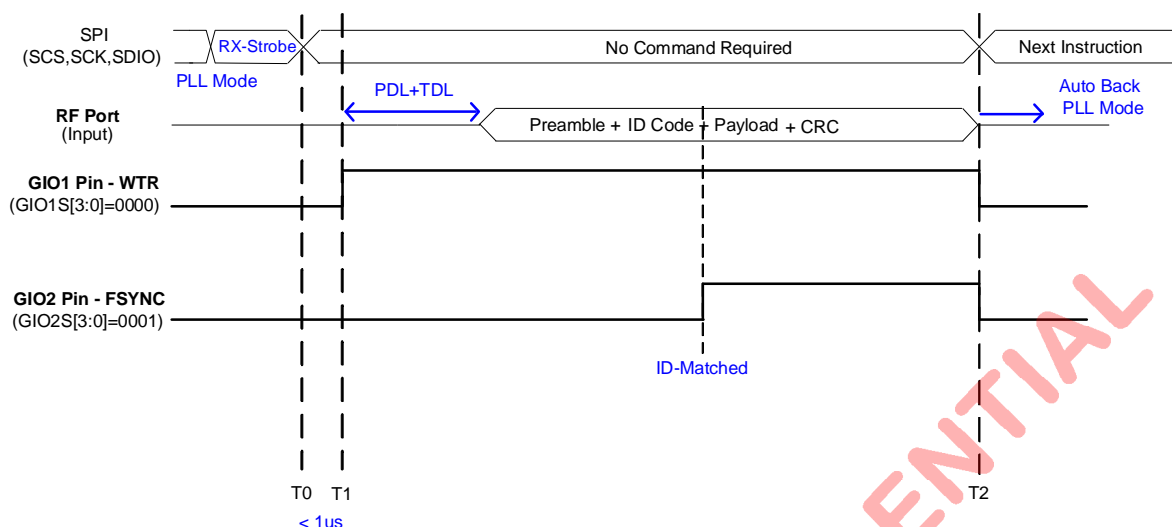 SPI
(SCS,SCK,SDIO)
RX-Strobe
No Command Required
Next Instruction
PLL Mode
PDL+TDL
Auto Back
PLL Mode
RF Port
(Input)
Preamble + ID Code + Payload + CRC
GIO1 Pin - WTR
(GIO1S[3:0]=0000)
GIO2 Pin - FSYNC
(GIO2S[3:0]=0001)
ID-Matched
T0 T1 T2
< 1us
ENTIAL